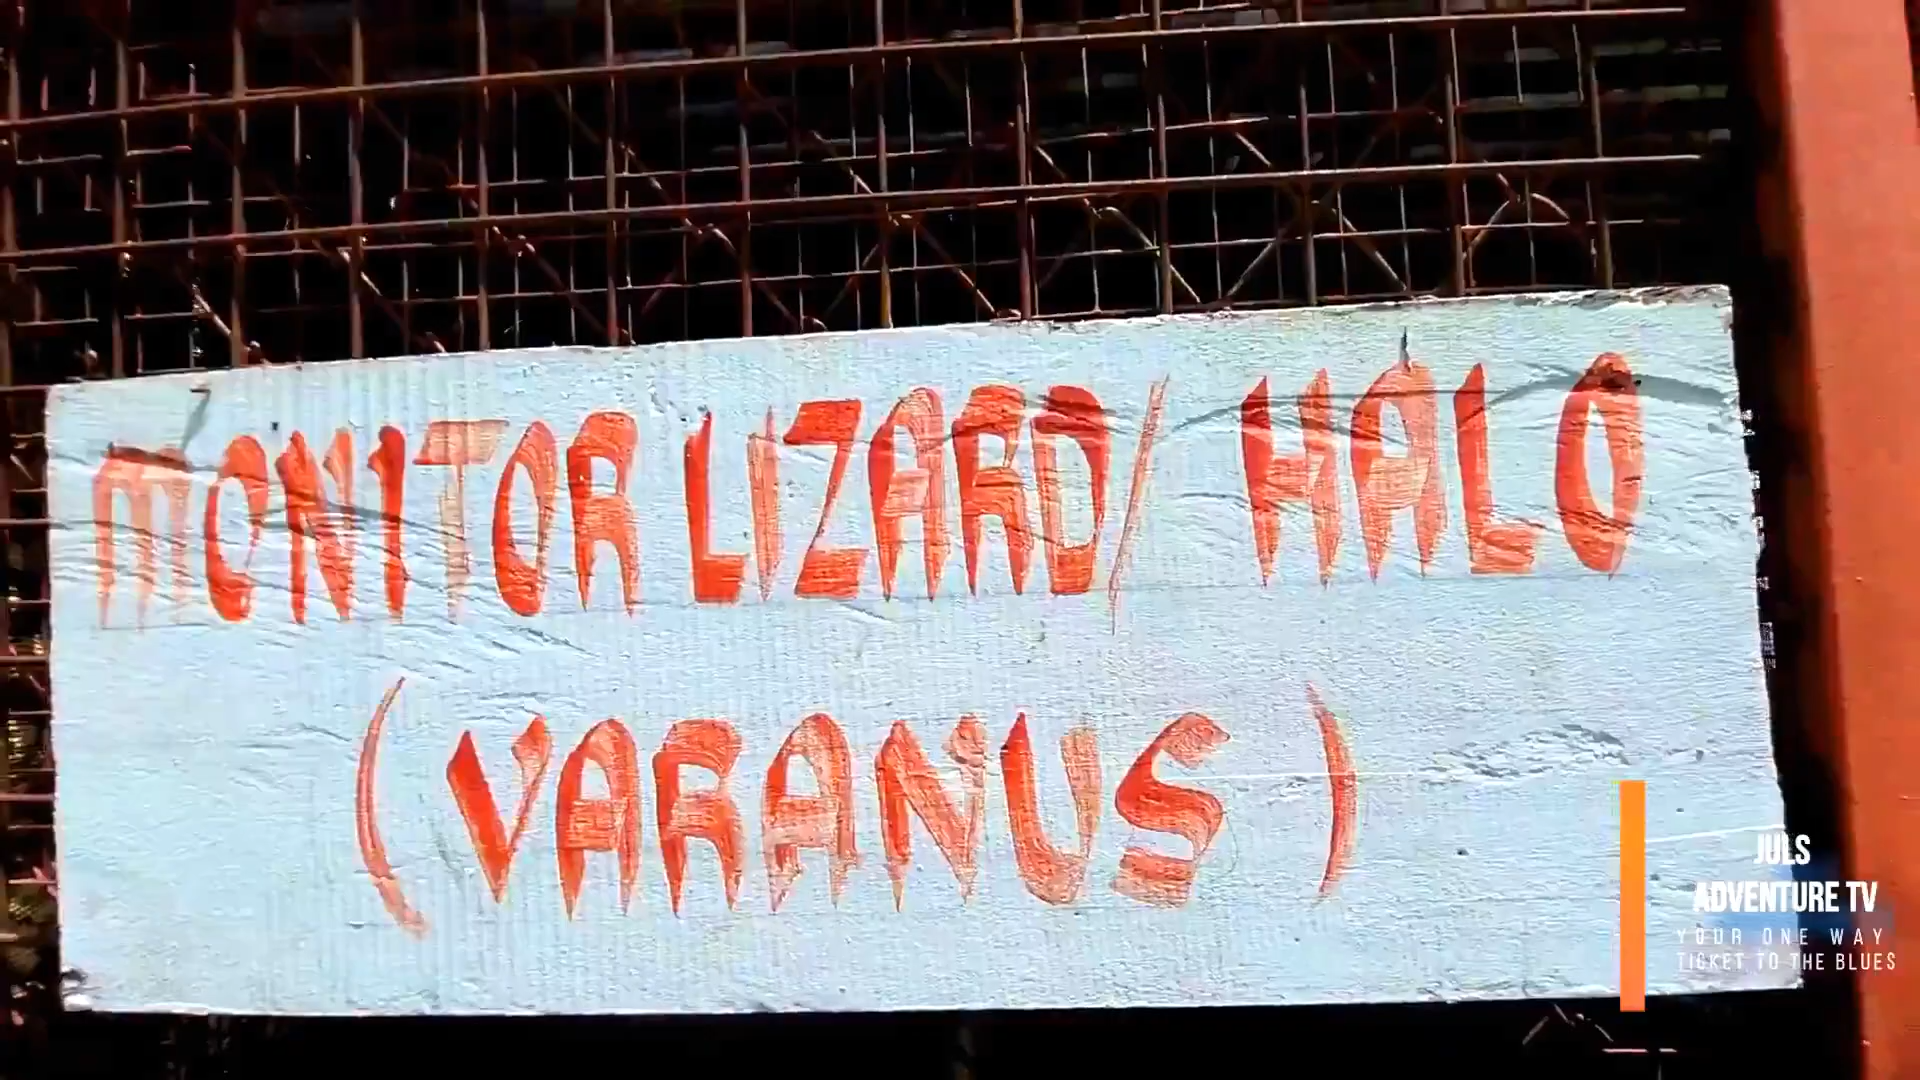 MONITOR LIZARD/ HALO
(VARANUS)
JULS
ADVENTURE TV
YOUR ONE WAY
TICKET TO THE BLUES